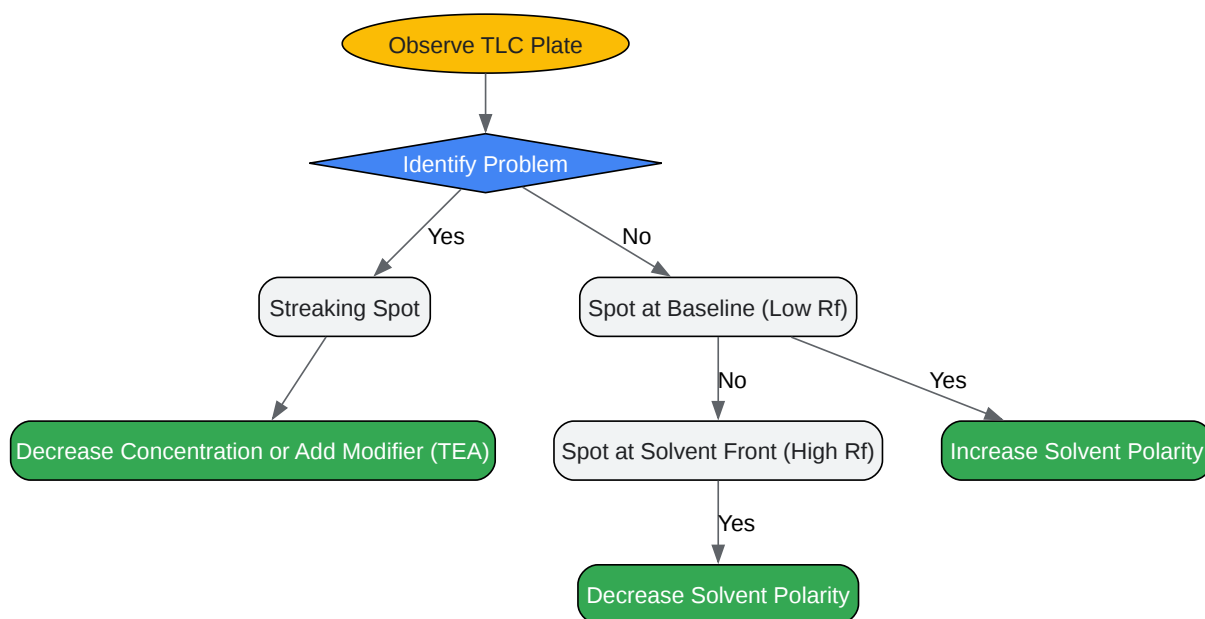 Observe TLC Plate
Identify Problem
Yes
No
Streaking Spot
Spot at Baseline (Low Rf)
No
Yes
Decrease Concentration or Add Modifier (TEA)
Spot at Solvent Front (High Rf)
Increase Solvent Polarity
Yes
Decrease Solvent Polarity